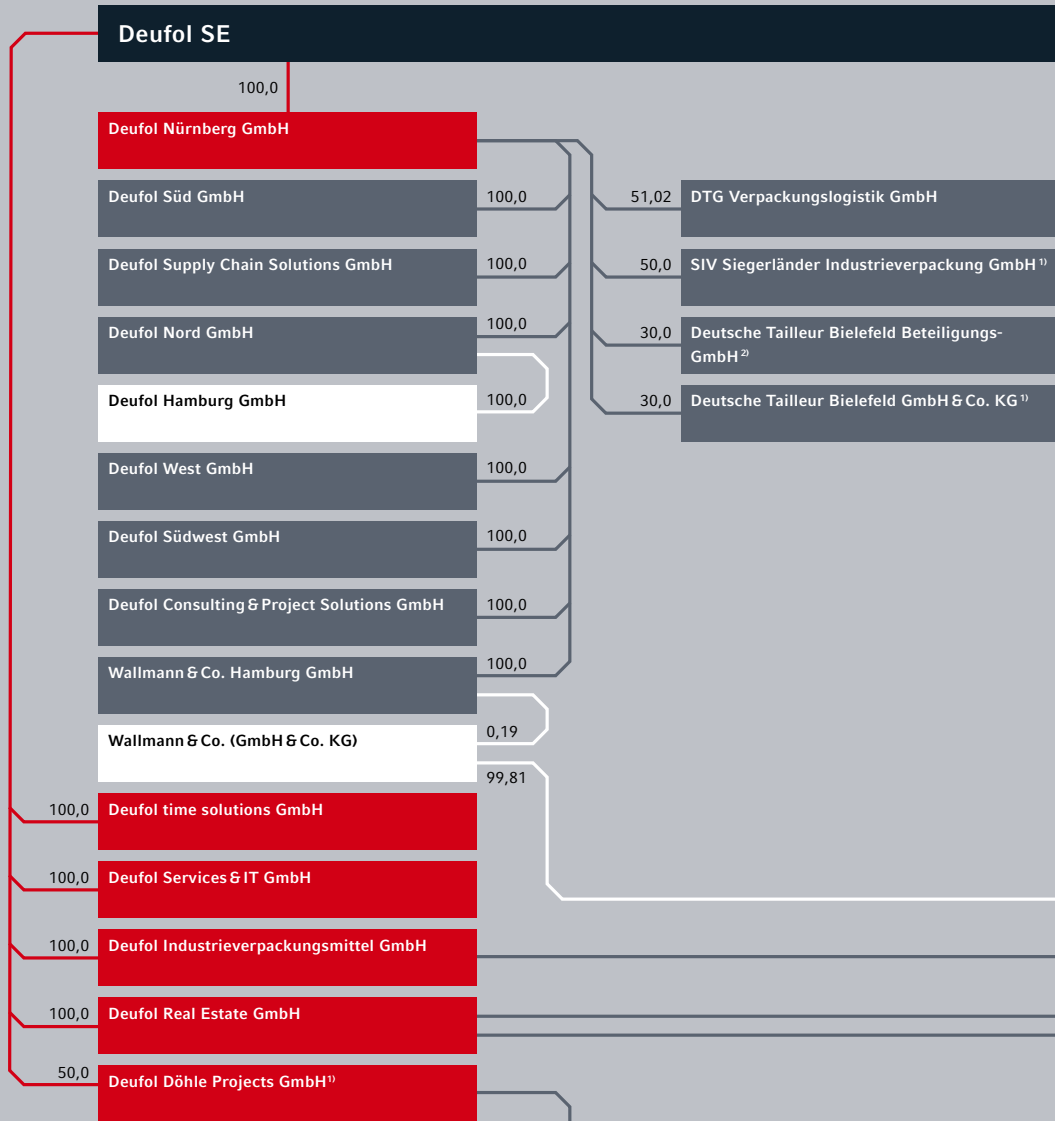 Deufol SE
100,0
Deufol Nürnberg GmbH
Deufol Süd GmbH
100,0
51,02
DTG Verpackungslogistik GmbH
Deufol Supply Chain Solutions GmbH
100,0
50,0
SIV Siegerländer Industrieverpackung GmbH 1)
Deufol Nord GmbH
100,0
30,0
Deutsche Tailleur Bielefeld Beteiligungs-
GmbH 2)
Deufol Hamburg GmbH
100,0
30,0
Deutsche Tailleur Bielefeld GmbH & Co. KG 1)
Deufol West GmbH
100,0
Deufol Südwest GmbH
100,0
Deufol Consulting & Project Solutions GmbH
100,0
Wallmann & Co. Hamburg GmbH
100,0
Wallmann & Co. (GmbH & Co. KG)
0,19
99,81
100,0
Deufol time solutions GmbH
100,0
Deufol Services & IT GmbH
100,0
Deufol Industrieverpackungsmittel GmbH
100,0
Deufol Real Estate GmbH
50,0
Deufol Döhle Projects GmbH 1)